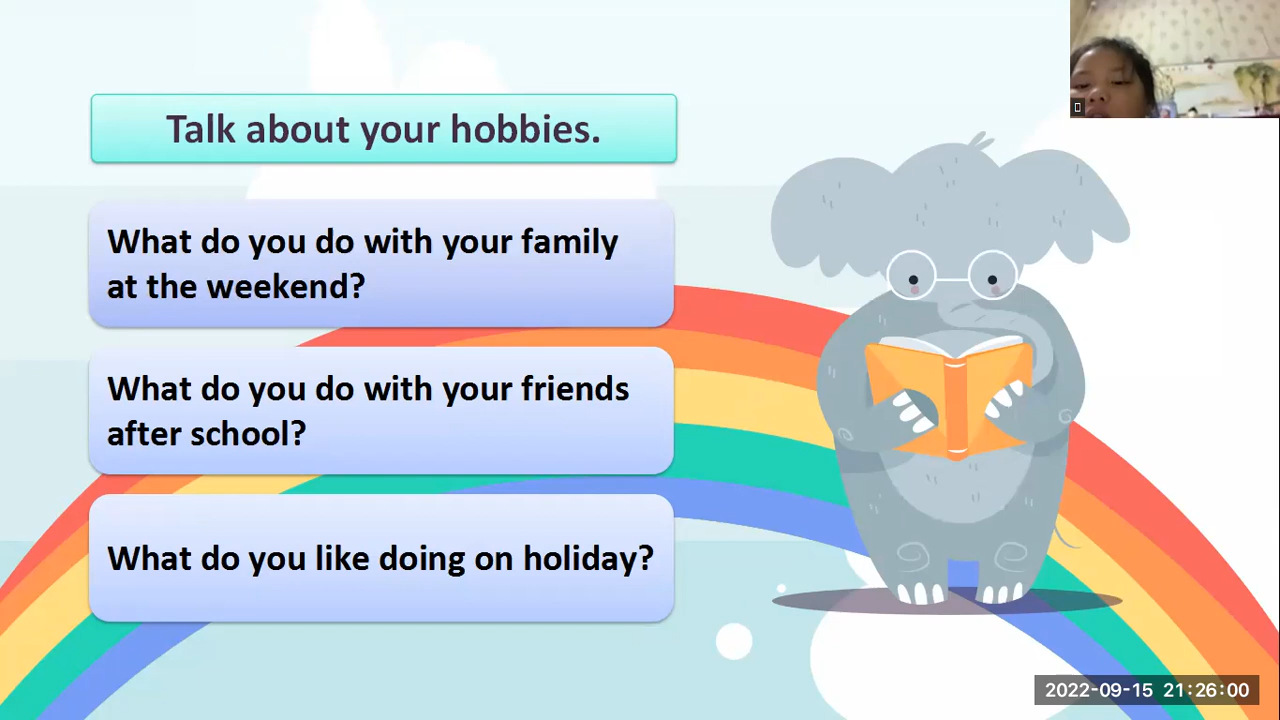 Talk about your hobbies.
What do you do with your family
at the weekend?
What do you do with your friends
after school?
What do you like doing on holiday?
2022-09-15 21:26:00